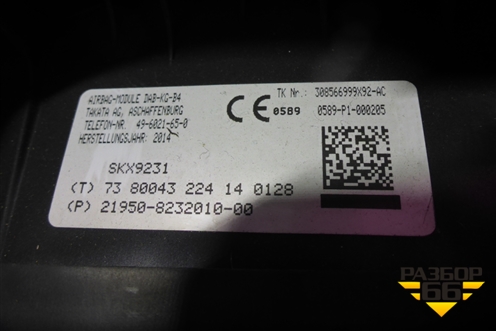 AIRBAG-MODULE DAB-KG-B4
TAKATA AG, ASCHAFFENBURG
TELEFON-NR. 49-6021-65-0
HERSTELLUNGSJAHR: 2014
CE 0589
TK Nr.: 308566999X92-AC
0589-P1-000205
SKX9231
(T) 73 80043 224 14 0128
(P) 21950-8232010-00
РАЗБОР
66